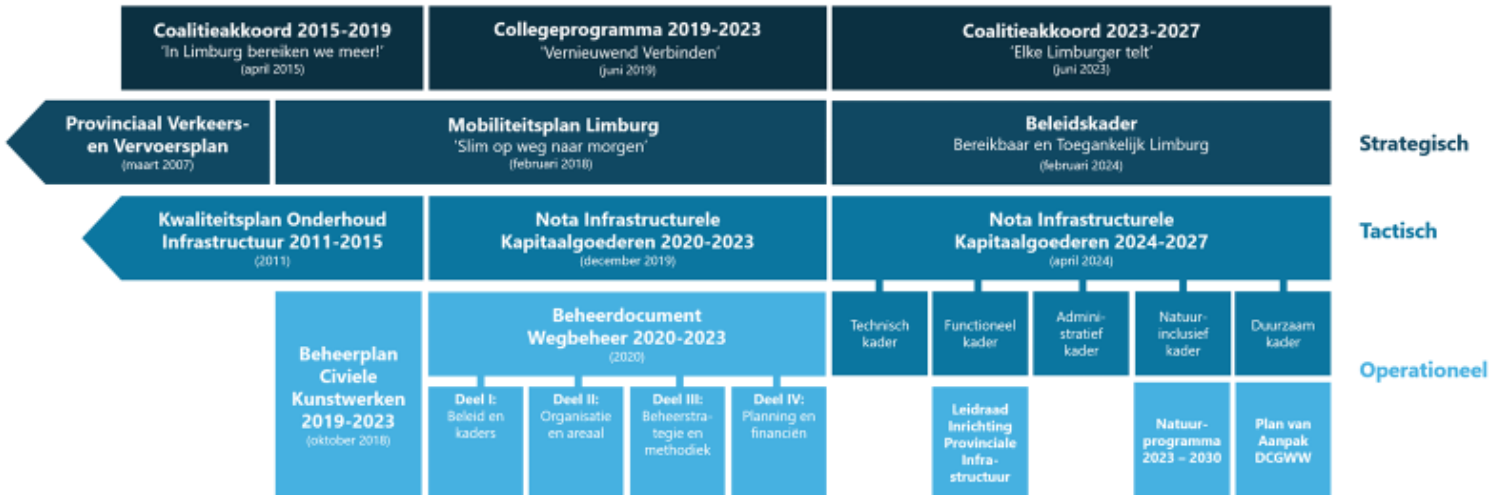 Coalitieakkoord 2015-2019
'In Limburg bereiken we meer!'
(april 2015)
Collegeprogramma 2019-2023
'Vernieuwend Verbinden'
(juni 2019)
Coalitieakkoord 2023-2027
'Elke Limburger telt'
(juni 2023)
Provinciaal Verkeers-
en Vervoersplan
(maart 2007)
Mobiliteitsplan Limburg
'Slim op weg naar morgen'
(februari 2018)
Beleidskader
Bereikbaar en Toegankelijk Limburg
(februari 2024)
Strategisch
Kwaliteitsplan Onderhoud
Infrastructuur 2011-2015
(2011)
Nota Infrastructurele
Kapitaalgoederen 2020-2023
(december 2019)
Nota Infrastructurele
Kapitaalgoederen 2024-2027
(april 2024)
Tactisch
Beheerplan
Civiele
Kunstwerken
2019-2023
(oktober 2018)
Beheerdocument
Wegbeheer 2020-2023
(2020)
Deel I:
Beleid en
kaders
Deel II:
Organisatie
en areaal
Deel III:
Beheerstra-
tegie en
methodiek
Deel IV:
Planning en
financiën
Technisch
kader
Functioneel
kader
Admini-
stratief
kader
Natuur-
inclusief
kader
Duurzaam
kader
Operationeel
Leidraad
Inrichting
Provinciale
Infra-
structuur
Natuur-
programma
2023 – 2030
Plan van
Aanpak
DCGWW